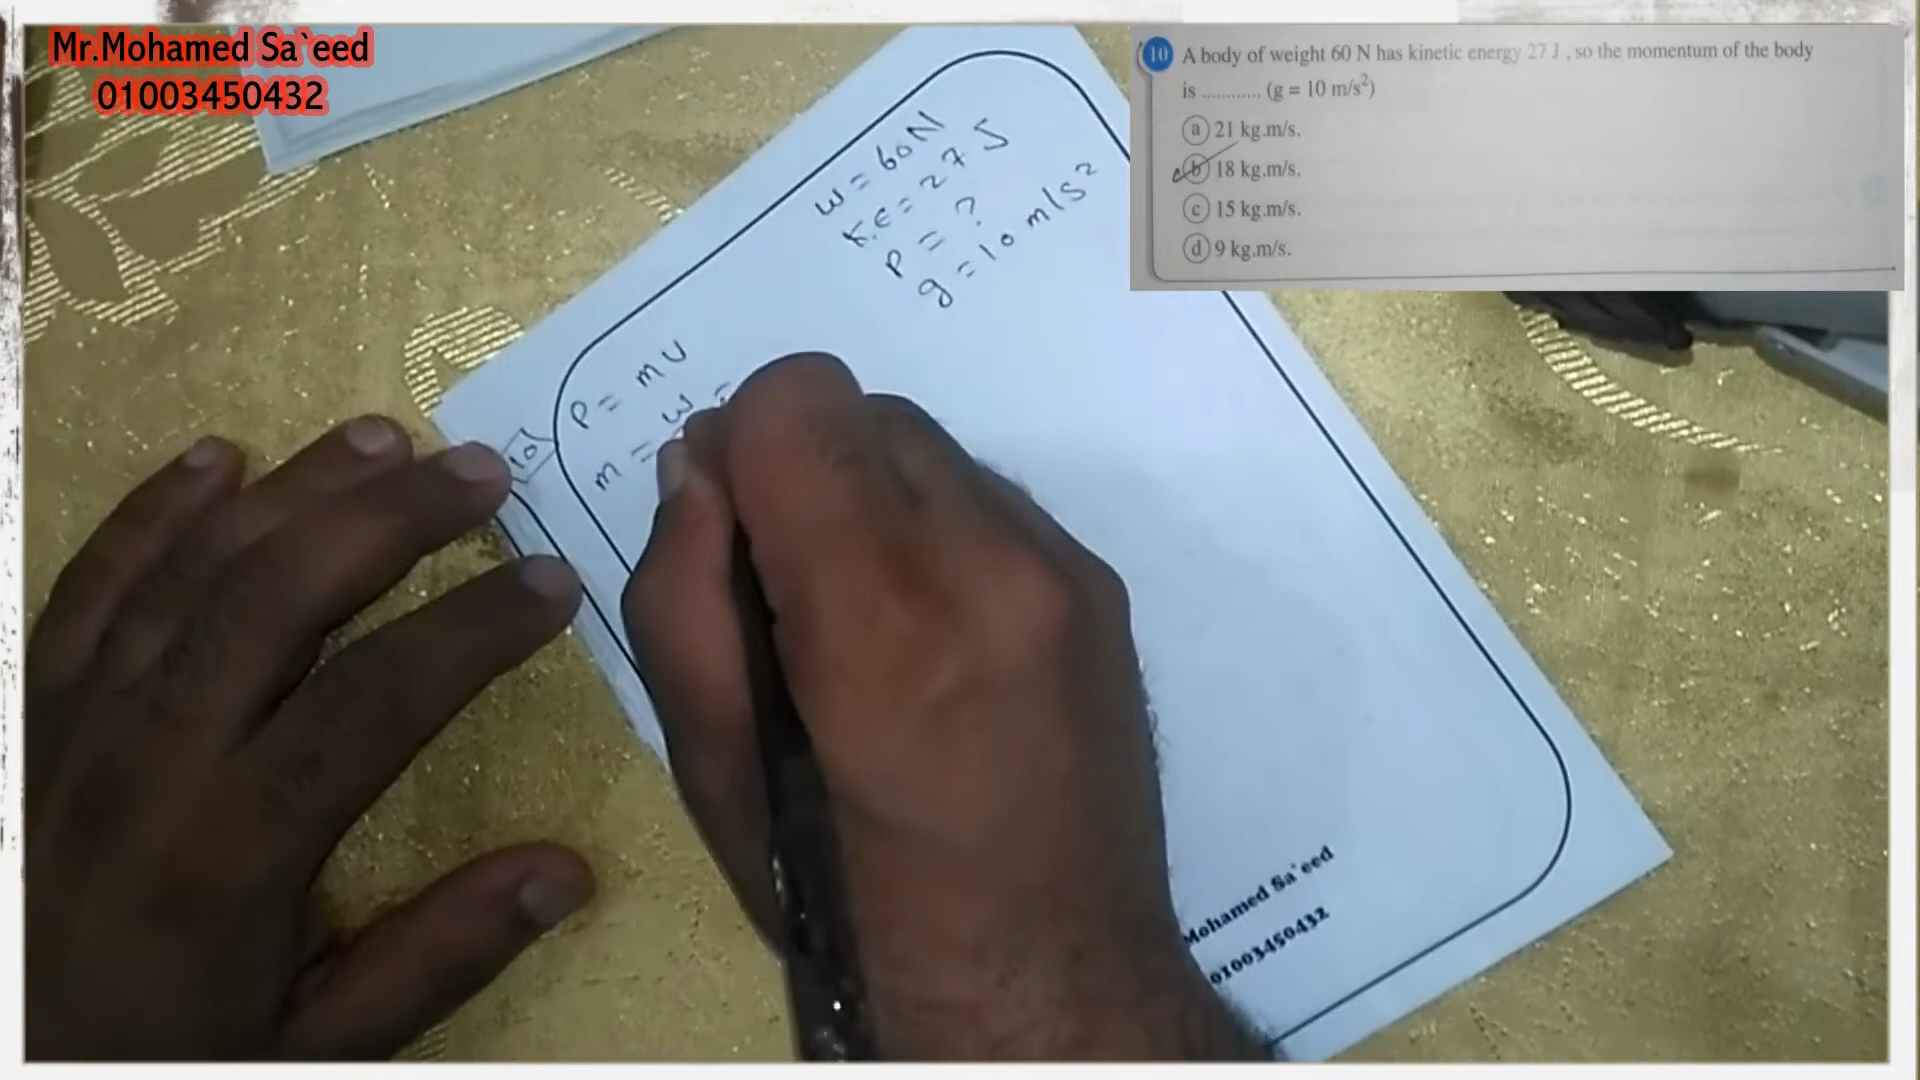 Mr.Mohamed Sa`eed
01003450432
10 A body of weight 60 N has kinetic energy 27 J , so the momentum of the body
is ............ (g = 10 m/s²)
a 21 kg.m/s.
b 18 kg.m/s.
c 15 kg.m/s.
d 9 kg.m/s.
w = 60N
K.E = 27 J
P = ?
g = 10 m/s²
10
P = mv
m = w =
Mohamed Sa`eed
01003450432